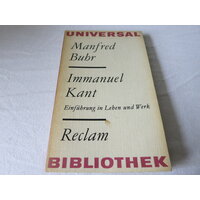 UNIVERSAL
Manfred
Buhr
Immanuel
Kant
Einführung in Leben und Werk
Reclam
BIBLIOTHEK